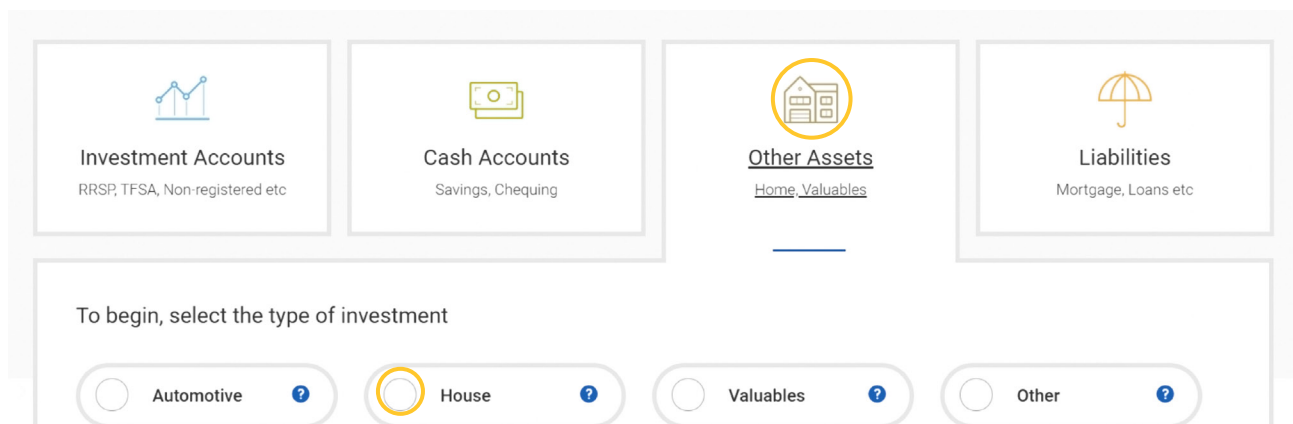 Investment Accounts
RRSP, TFSA, Non-registered etc
Cash Accounts
Savings, Chequing
Other Assets
Home, Valuables
Liabilities
Mortgage, Loans etc
To begin, select the type of investment
Automotive ?
House ?
Valuables ?
Other ?